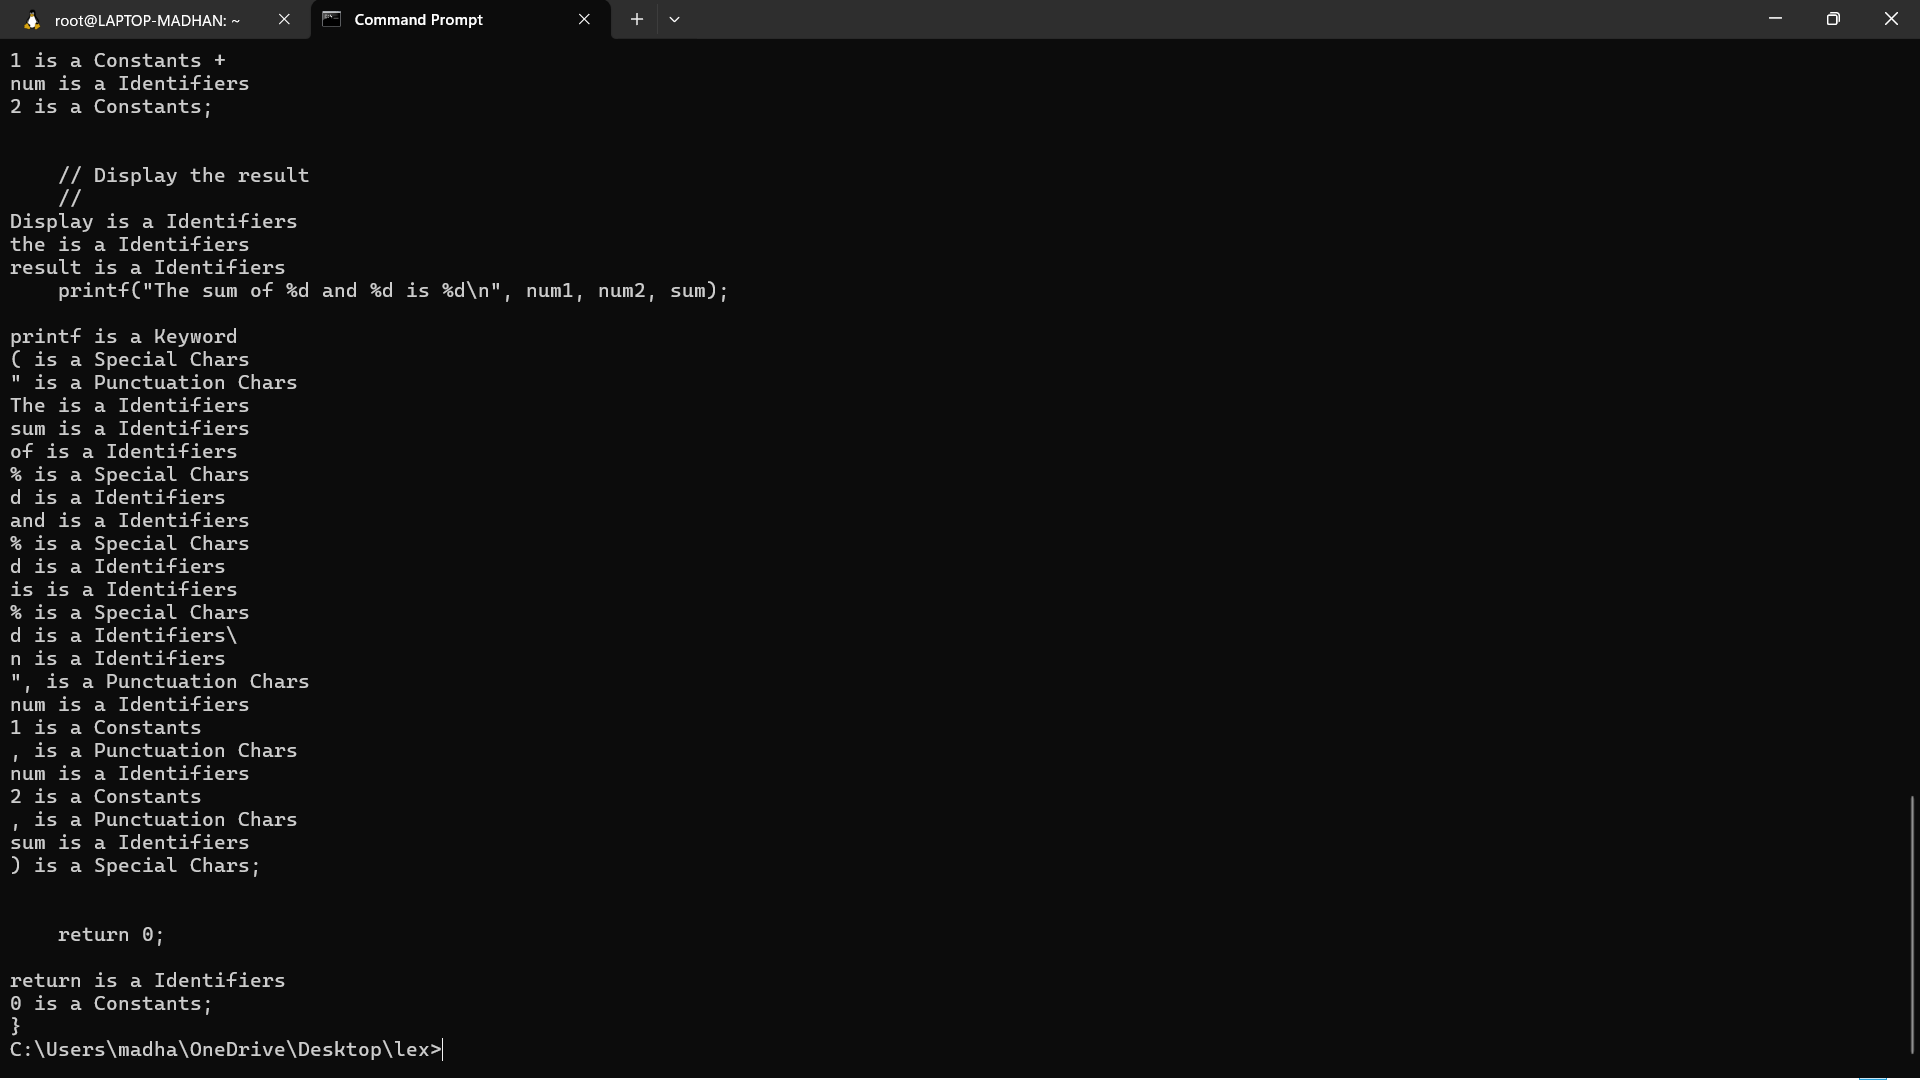 root@LAPTOP-MADHAN: ~
Command Prompt
1 is a Constants +
num is a Identifiers
2 is a Constants;
    // Display the result
    //
Display is a Identifiers
the is a Identifiers
result is a Identifiers
    printf("The sum of %d and %d is %d\n", num1, num2, sum);
printf is a Keyword
( is a Special Chars
" is a Punctuation Chars
The is a Identifiers
sum is a Identifiers
of is a Identifiers
% is a Special Chars
d is a Identifiers
and is a Identifiers
% is a Special Chars
d is a Identifiers
is is a Identifiers
% is a Special Chars
d is a Identifiers\
n is a Identifiers
", is a Punctuation Chars
num is a Identifiers
1 is a Constants
, is a Punctuation Chars
num is a Identifiers
2 is a Constants
, is a Punctuation Chars
sum is a Identifiers
) is a Special Chars;
    return 0;
return is a Identifiers
0 is a Constants;
}
C:\Users\madha\OneDrive\Desktop\lex>